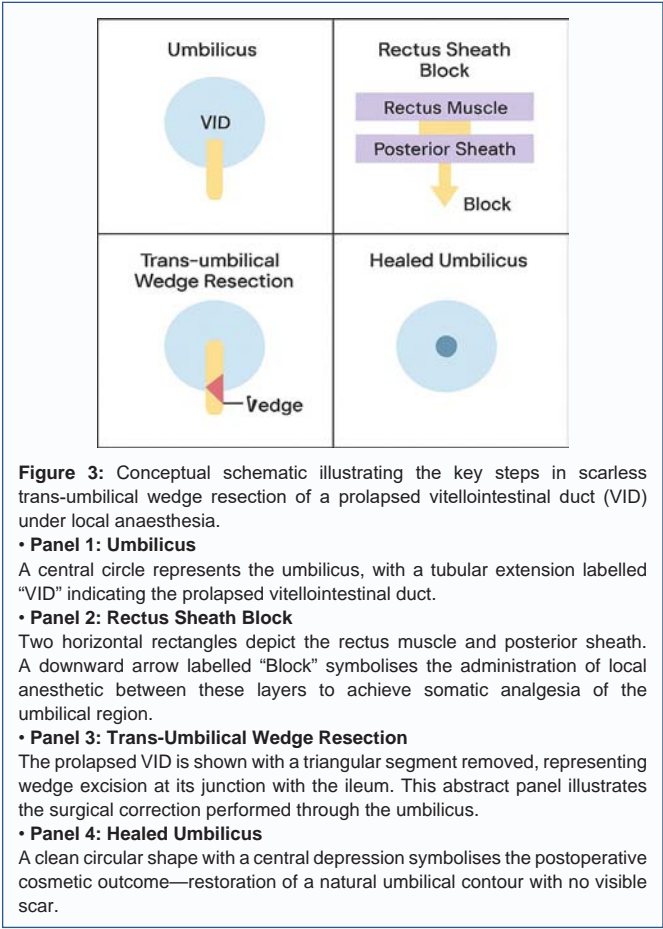 Umbilicus
VID
Rectus Sheath
Block
Rectus Muscle
Posterior Sheath
Block
Trans-umbilical
Wedge Resection
Vedge
Healed Umbilicus
Figure 3: Conceptual schematic illustrating the key steps in scarless
trans-umbilical wedge resection of a prolapsed vitellointestinal duct (VID)
under local anaesthesia.
• Panel 1: Umbilicus
A central circle represents the umbilicus, with a tubular extension labelled
“VID” indicating the prolapsed vitellointestinal duct.
• Panel 2: Rectus Sheath Block
Two horizontal rectangles depict the rectus muscle and posterior sheath.
A downward arrow labelled “Block” symbolises the administration of local
anesthetic between these layers to achieve somatic analgesia of the
umbilical region.
• Panel 3: Trans-Umbilical Wedge Resection
The prolapsed VID is shown with a triangular segment removed, representing
wedge excision at its junction with the ileum. This abstract panel illustrates
the surgical correction performed through the umbilicus.
• Panel 4: Healed Umbilicus
A clean circular shape with a central depression symbolises the postoperative
cosmetic outcome—restoration of a natural umbilical contour with no visible
scar.